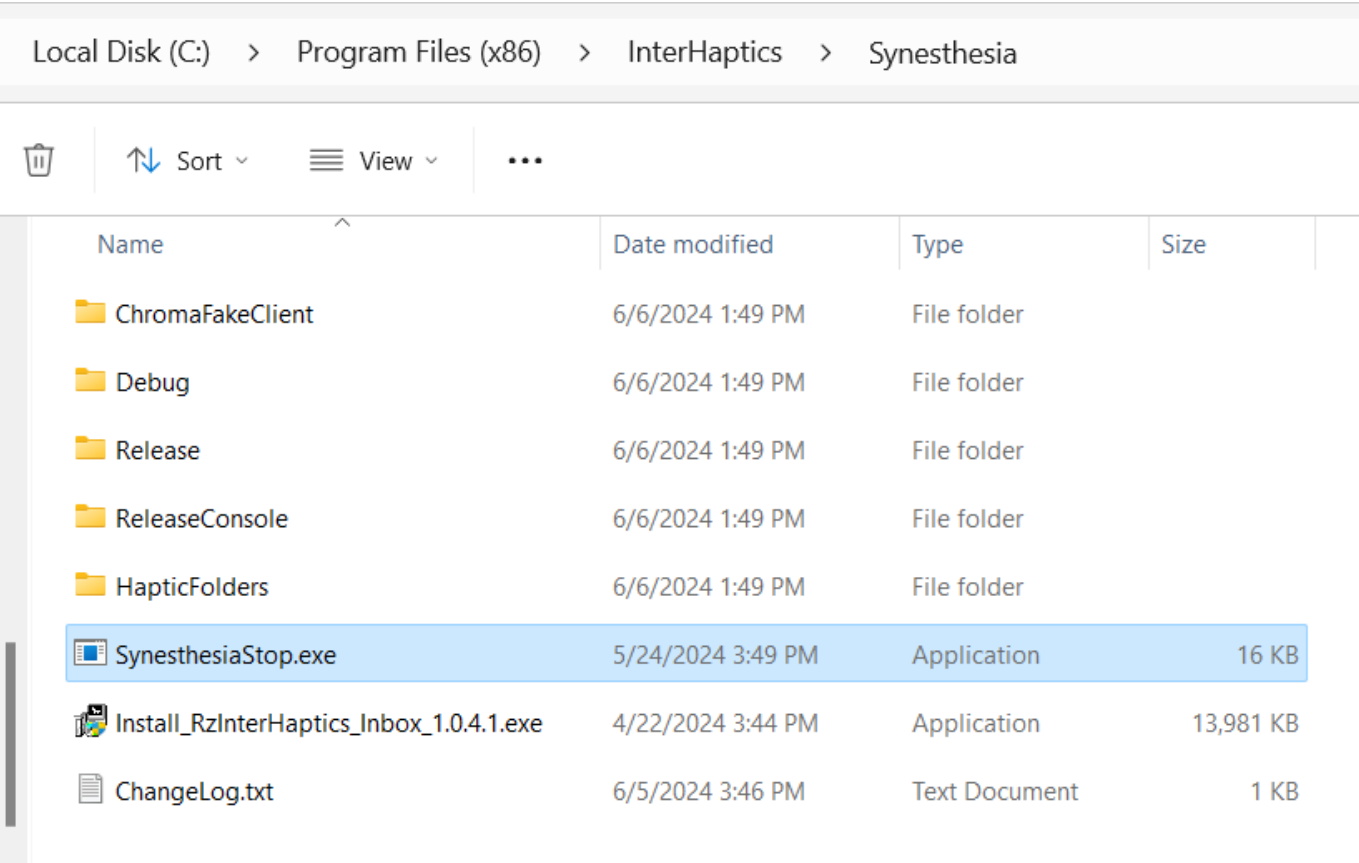 Local Disk (C:) > Program Files (x86) > InterHaptics > Synesthesia
Sort View
Name Date modified Type Size
ChromaFakeClient 6/6/2024 1:49 PM File folder
Debug 6/6/2024 1:49 PM File folder
Release 6/6/2024 1:49 PM File folder
ReleaseConsole 6/6/2024 1:49 PM File folder
HapticFolders 6/6/2024 1:49 PM File folder
SynesthesiaStop.exe 5/24/2024 3:49 PM Application 16 KB
Install_RzInterHaptics_Inbox_1.0.4.1.exe 4/22/2024 3:44 PM Application 13,981 KB
ChangeLog.txt 6/5/2024 3:46 PM Text Document 1 KB